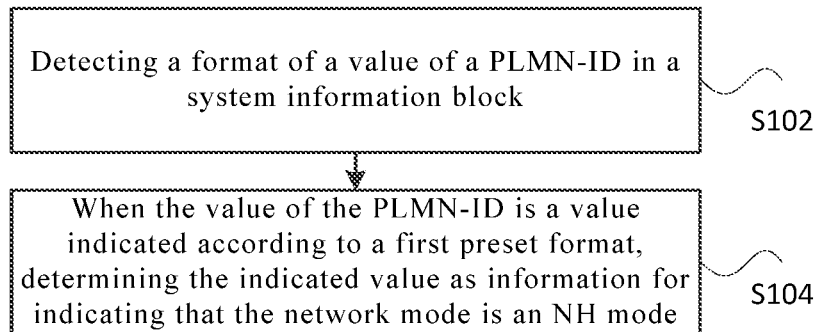 Detecting a format of a value of a PLMN-ID in a
system information block
S102
When the value of the PLMN-ID is a value
indicated according to a first preset format,
determining the indicated value as information for
indicating that the network mode is an NH mode
S104